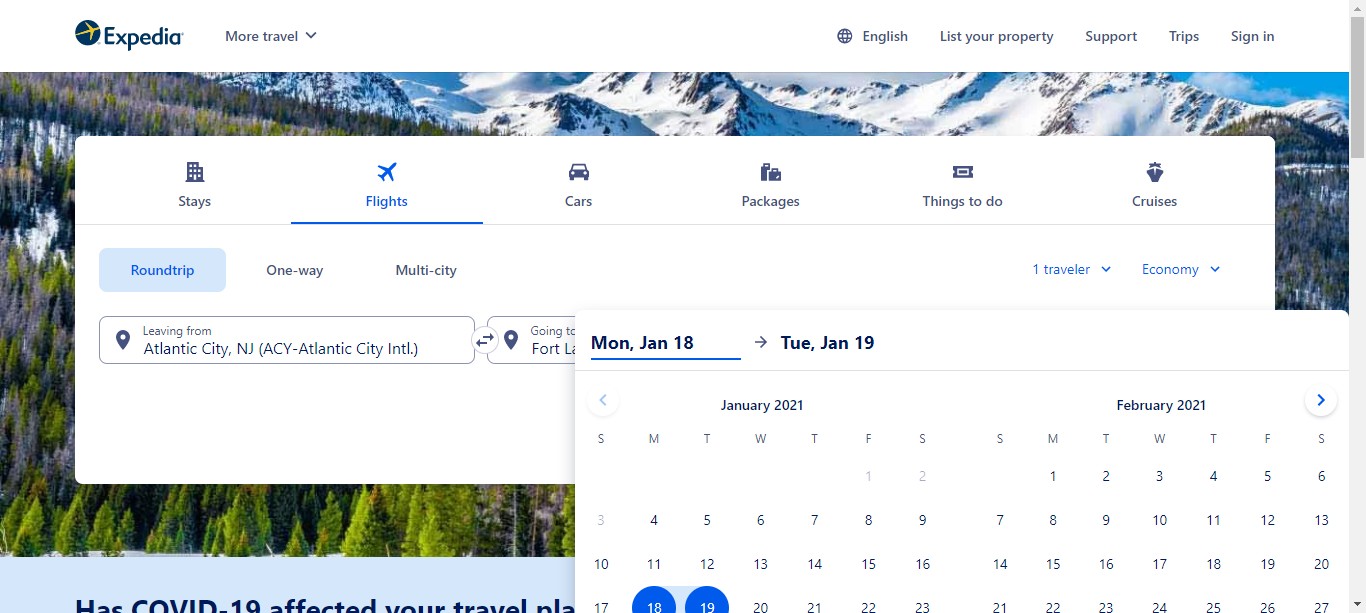 Expedia
More travel
English
List your property
Support
Trips
Sign in
Stays
Flights
Cars
Packages
Things to do
Cruises
Roundtrip
One-way
Multi-city
1 traveler
Economy
Leaving from
Atlantic City, NJ (ACY-Atlantic City Intl.)
Going to
Fort La
Mon, Jan 18
Tue, Jan 19
January 2021
S M T W T F S
1 2
3 4 5 6 7 8 9
10 11 12 13 14 15 16
17 18 19 20 21 22 23
February 2021
S M T W T F S
1 2 3 4 5 6
7 8 9 10 11 12 13
14 15 16 17 18 19 20
21 22 23 24 25 26 27
Has COVID-19 affected your travel pla